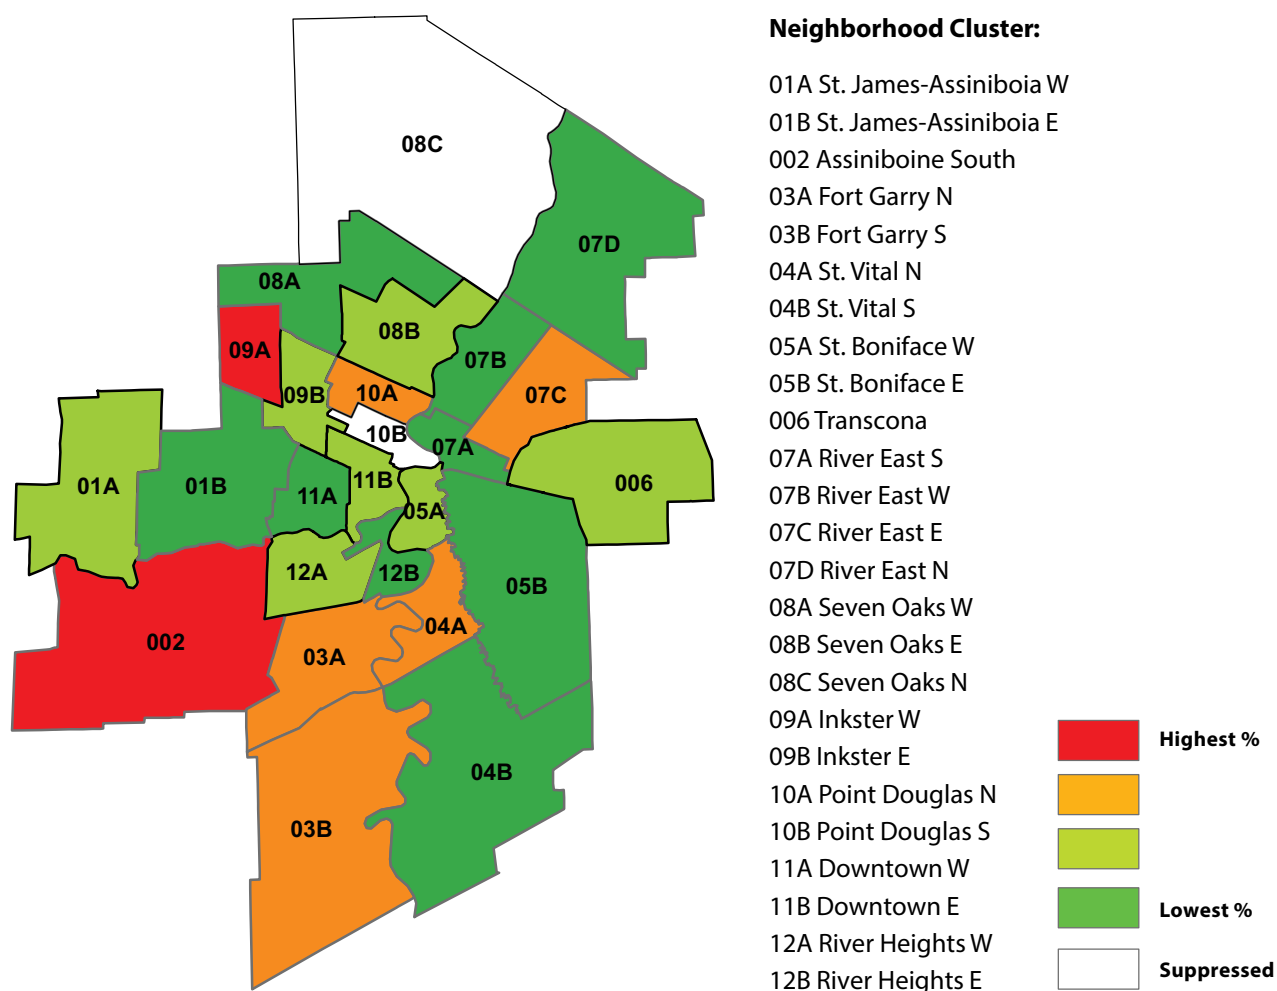 Neighborhood Cluster:
01A St. James-Assiniboia W
01B St. James-Assiniboia E
002 Assiniboine South
03A Fort Garry N
03B Fort Garry S
04A St. Vital N
04B St. Vital S
05A St. Boniface W
05B St. Boniface E
006 Transcona
07A River East S
07B River East W
07C River East E
07D River East N
08A Seven Oaks W
08B Seven Oaks E
08C Seven Oaks N
09A Inkster W
09B Inkster E
10A Point Douglas N
10B Point Douglas S
11A Downtown W
11B Downtown E
12A River Heights W
12B River Heights E
Highest %
Lowest %
Suppressed
08C
07D
08A
08B
09A
07B
09B
10A
07C
10B
07A
01A
01B
11A
11B
006
05A
12A
12B
05B
002
03A
04A
04B
03B